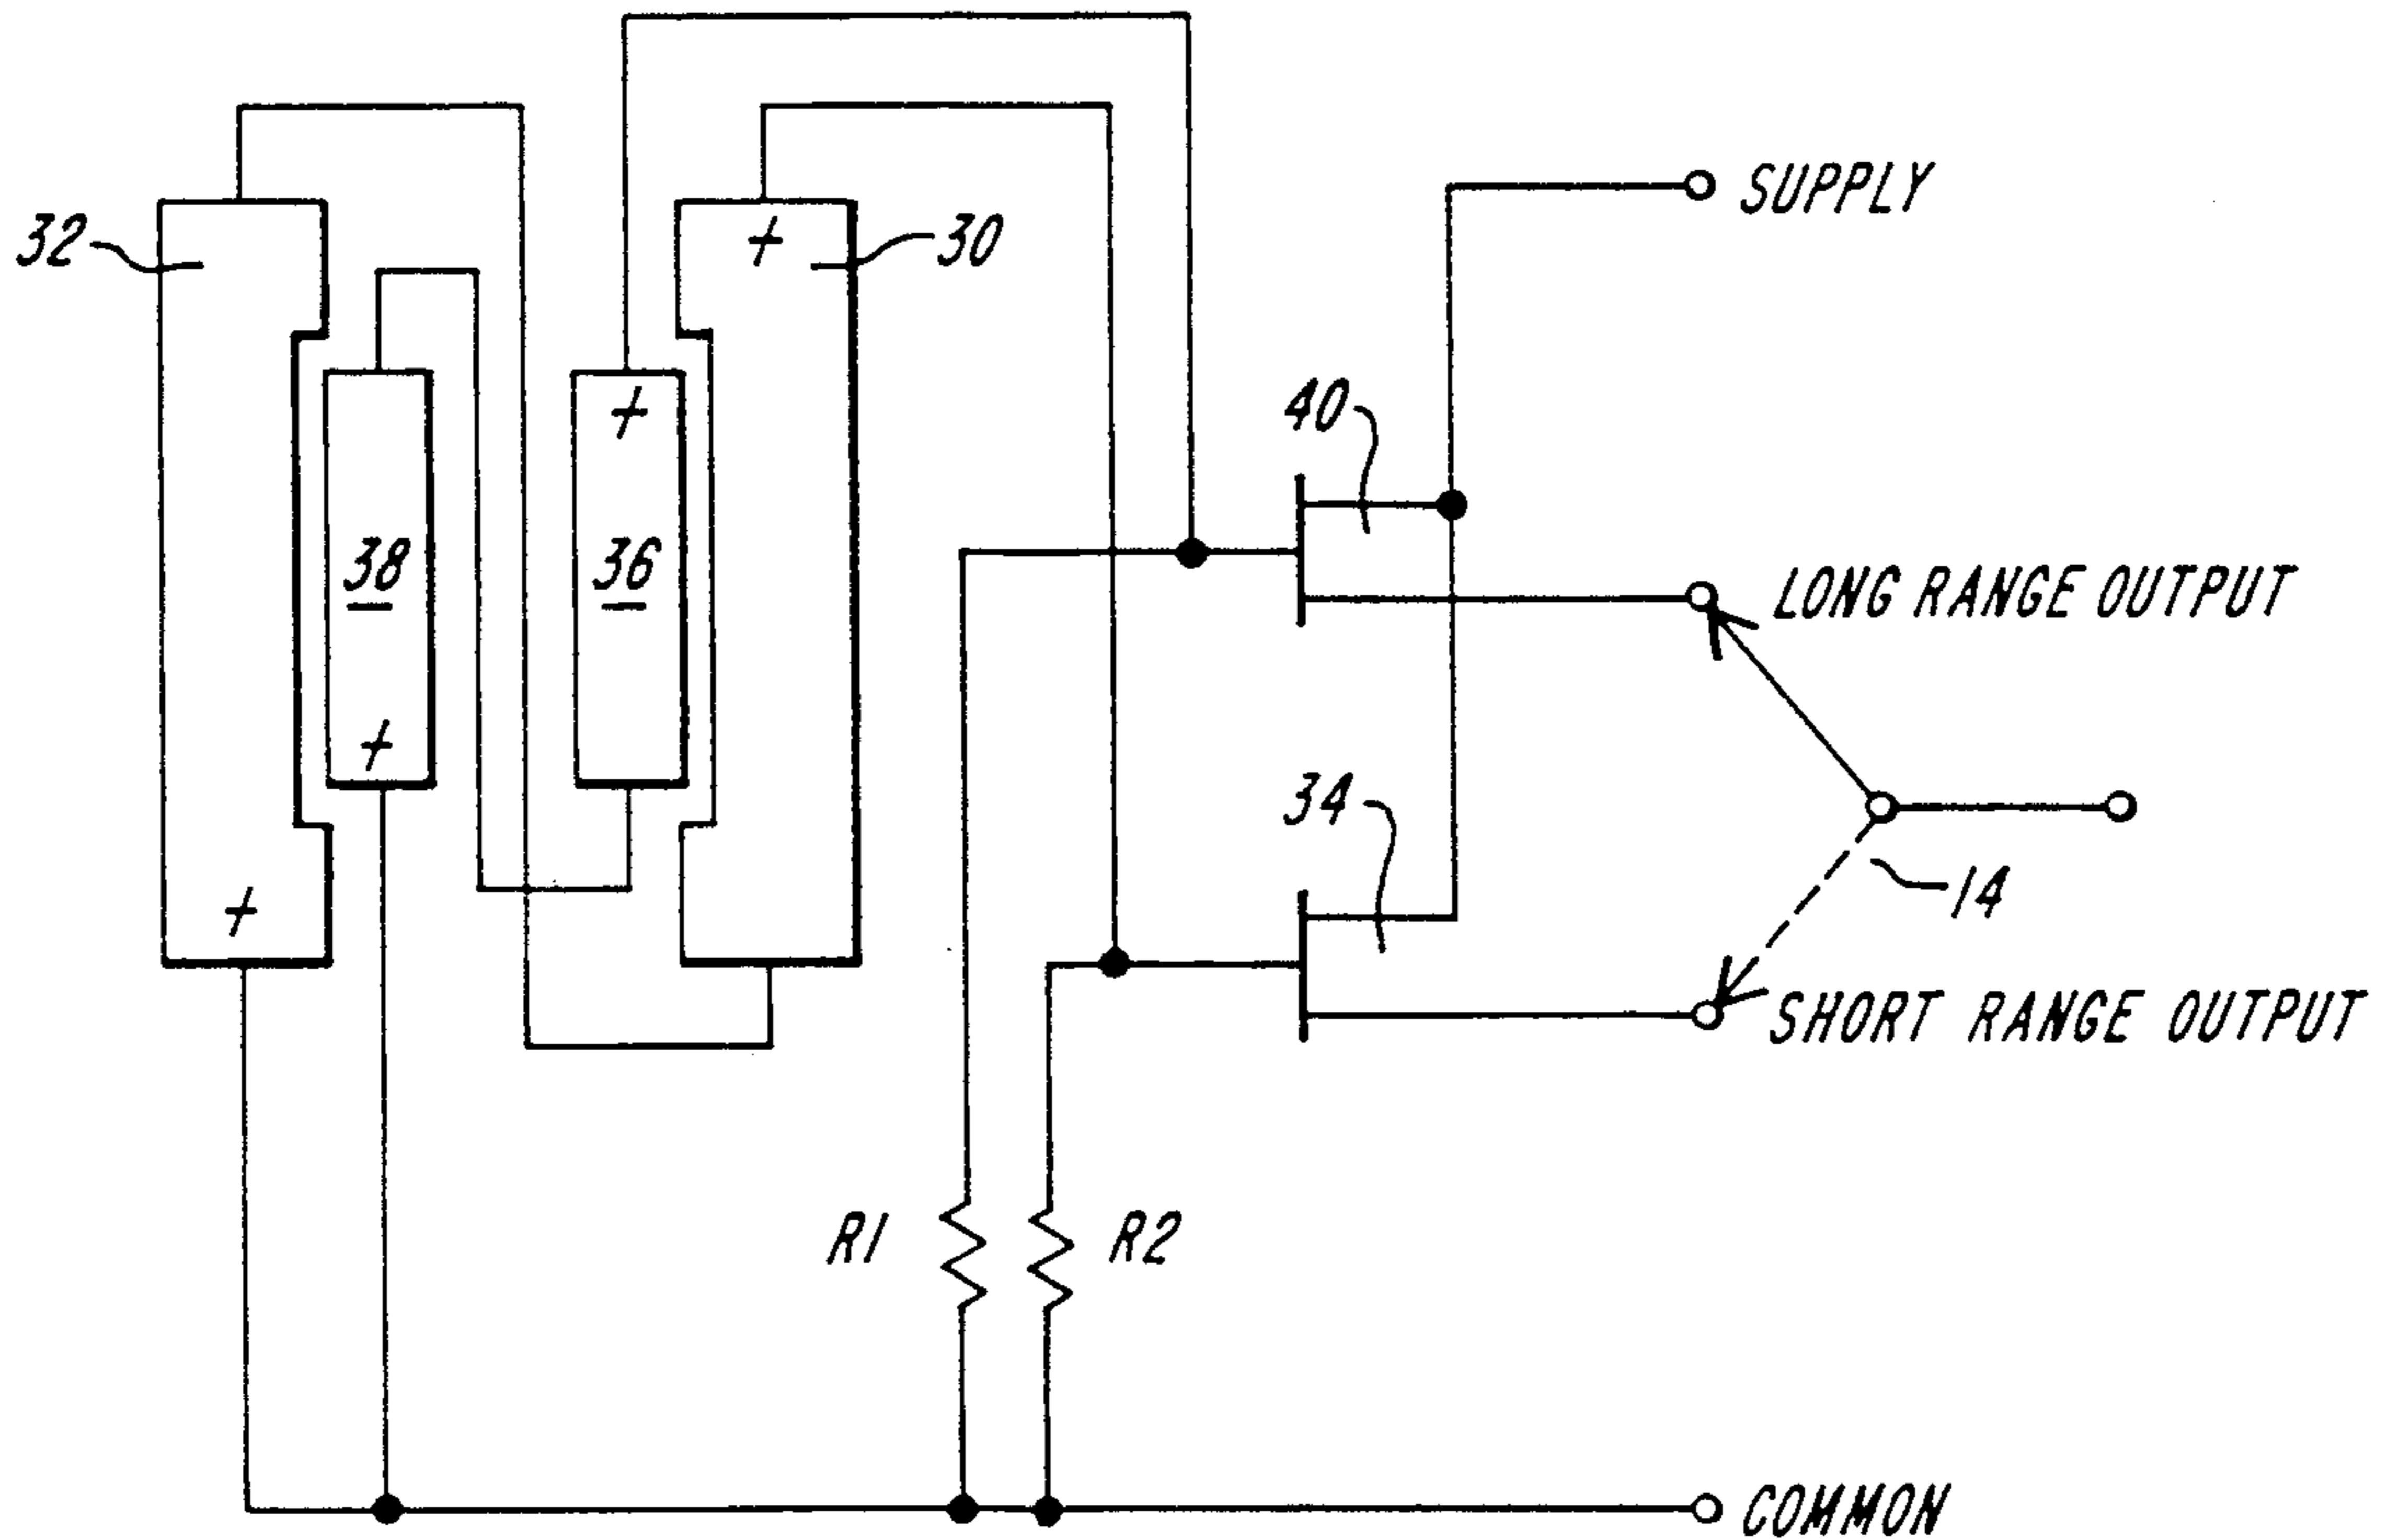 SUPPLY
32
+
30
+
40
38
36
LONG RANGE OUTPUT
+
34
14
+
SHORT RANGE OUTPUT
R1
R2
COMMON